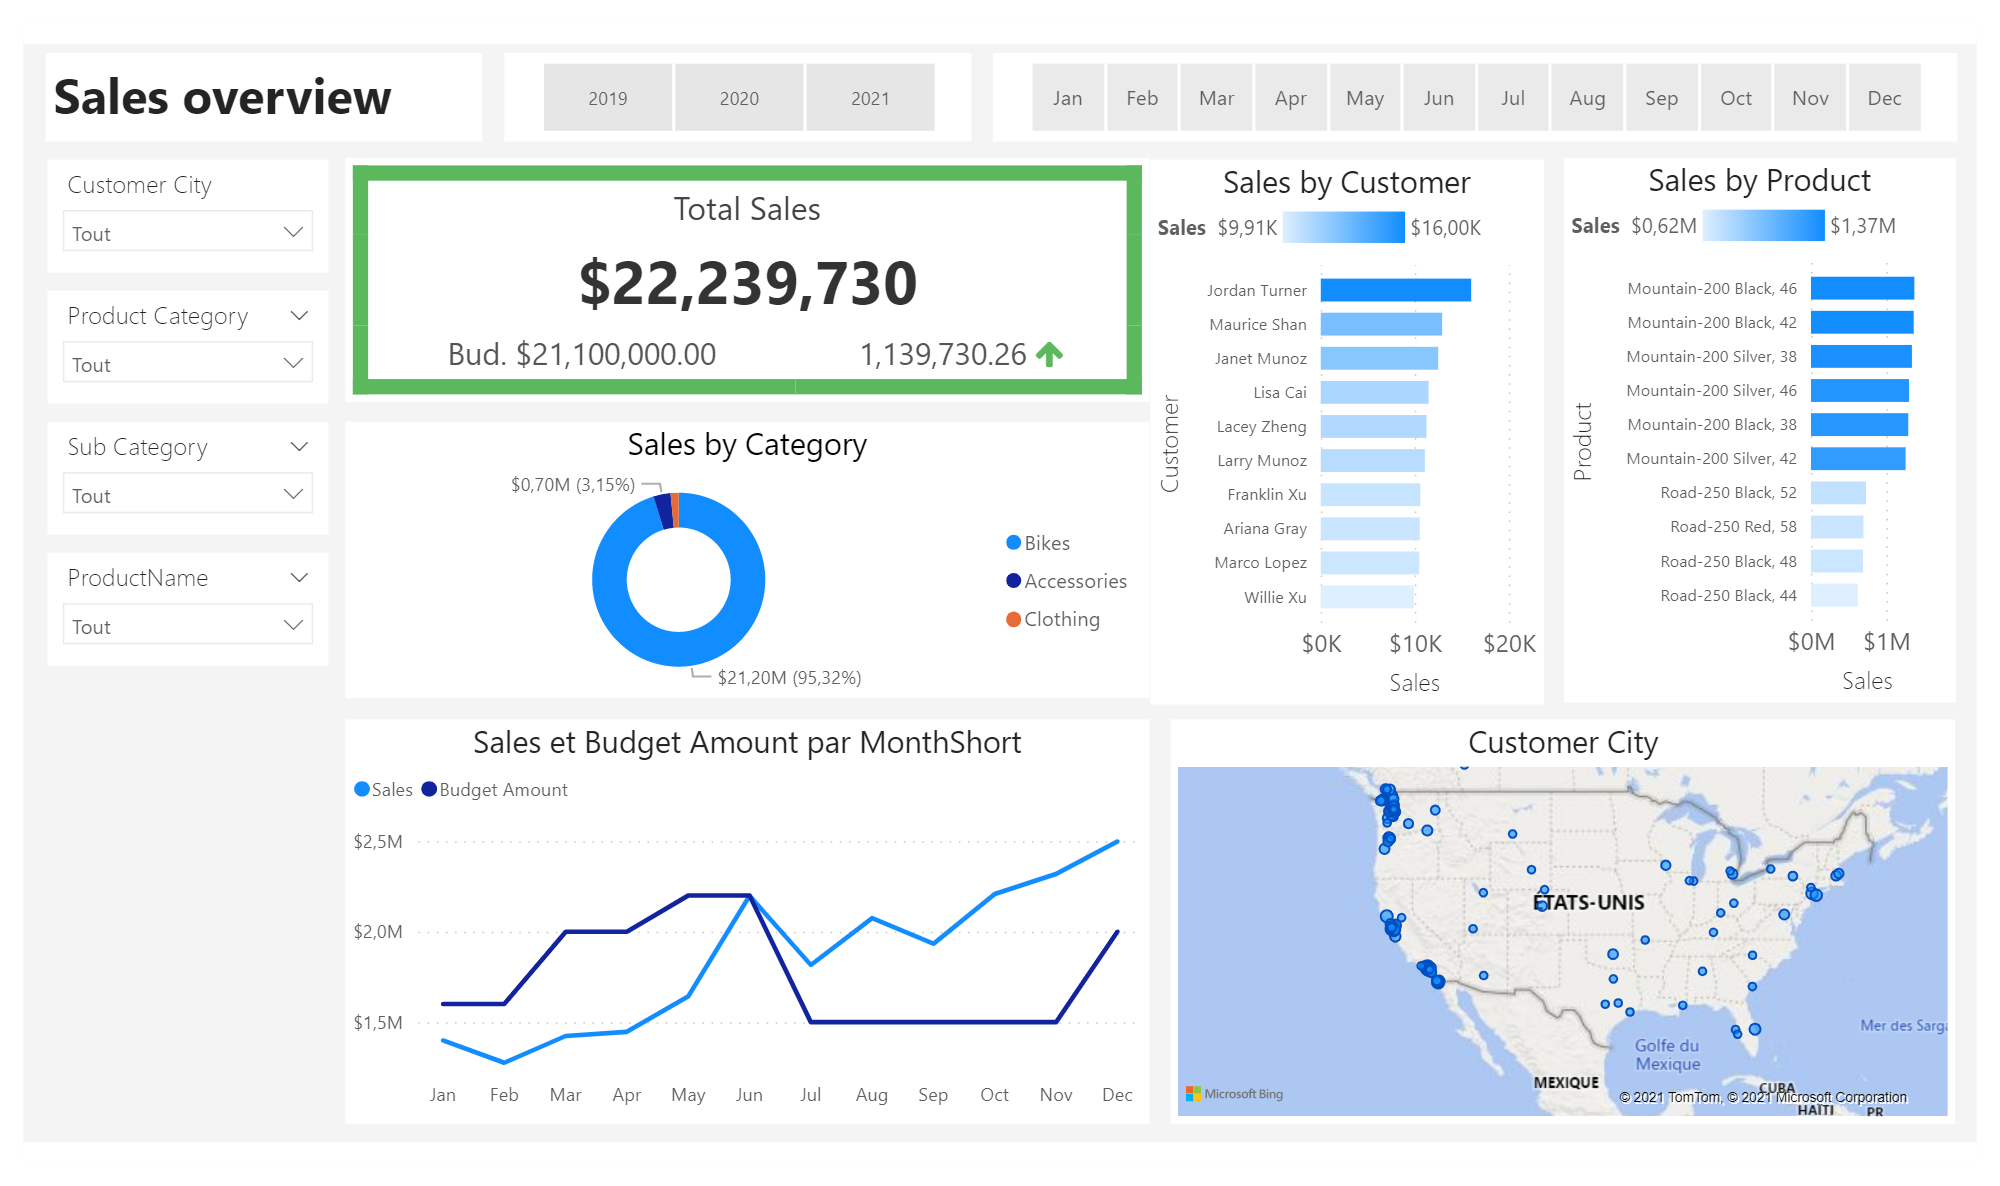 Sales overview
2019 2020 2021
Jan Feb Mar Apr May Jun Jul Aug Sep Oct Nov Dec
Customer City
Tout
Product Category
Tout
Sub Category
Tout
ProductName
Tout
Total Sales
$22,239,730
Bud. $21,100,000.00 1,139,730.26
Sales by Category
$0,70M (3,15%)
Bikes
Accessories
Clothing
$21,20M (95,32%)
Sales by Customer
Sales $9,91K $16,00K
Customer
Jordan Turner
Maurice Shan
Janet Munoz
Lisa Cai
Lacey Zheng
Larry Munoz
Franklin Xu
Ariana Gray
Marco Lopez
Willie Xu
$0K $10K $20K
Sales
Sales by Product
Sales $0,62M $1,37M
Product
Mountain-200 Black, 46
Mountain-200 Black, 42
Mountain-200 Silver, 38
Mountain-200 Silver, 46
Mountain-200 Black, 38
Mountain-200 Silver, 42
Road-250 Black, 52
Road-250 Red, 58
Road-250 Black, 48
Road-250 Black, 44
$0M $1M
Sales
Sales et Budget Amount par MonthShort
Sales Budget Amount
$2,5M
$2,0M
$1,5M
Jan Feb Mar Apr May Jun Jul Aug Sep Oct Nov Dec
Customer City
ÉTATS-UNIS
Mer des Sarga
Golfe du
Mexique
MEXIQUE
CUBA
Microsoft Bing
© 2021 TomTom, © 2021 Microsoft Corporation
HAÏTI PR